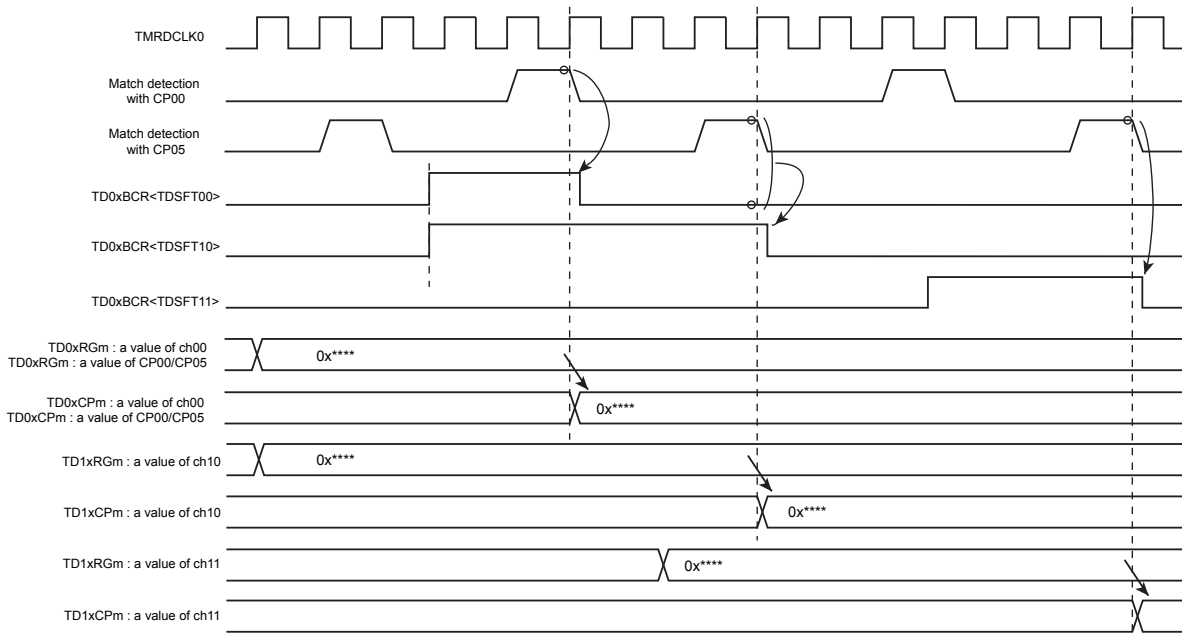 TMRDCLK0
Match detection
with CP00
Match detection
with CP05
TD0xBCR<TDSFT00>
TD0xBCR<TDSFT10>
TD0xBCR<TDSFT11>
TD0xRGm : a value of ch00
TD0xRGm : a value of CP00/CP05
0x****
TD0xCPm : a value of ch00
TD0xCPm : a value of CP00/CP05
0x****
TD1xRGm : a value of ch10
0x****
TD1xCPm : a value of ch10
0x****
TD1xRGm : a value of ch11
0x****
TD1xCPm : a value of ch11